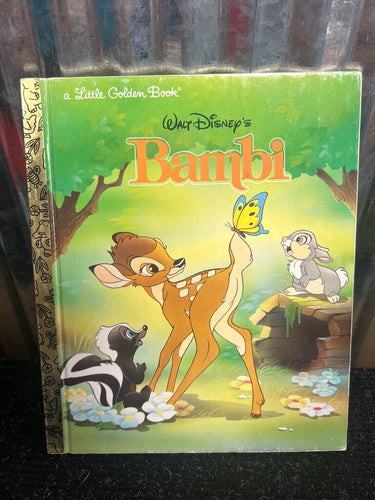 a Little Golden Book®
WALT DISNEY'S
Bambi